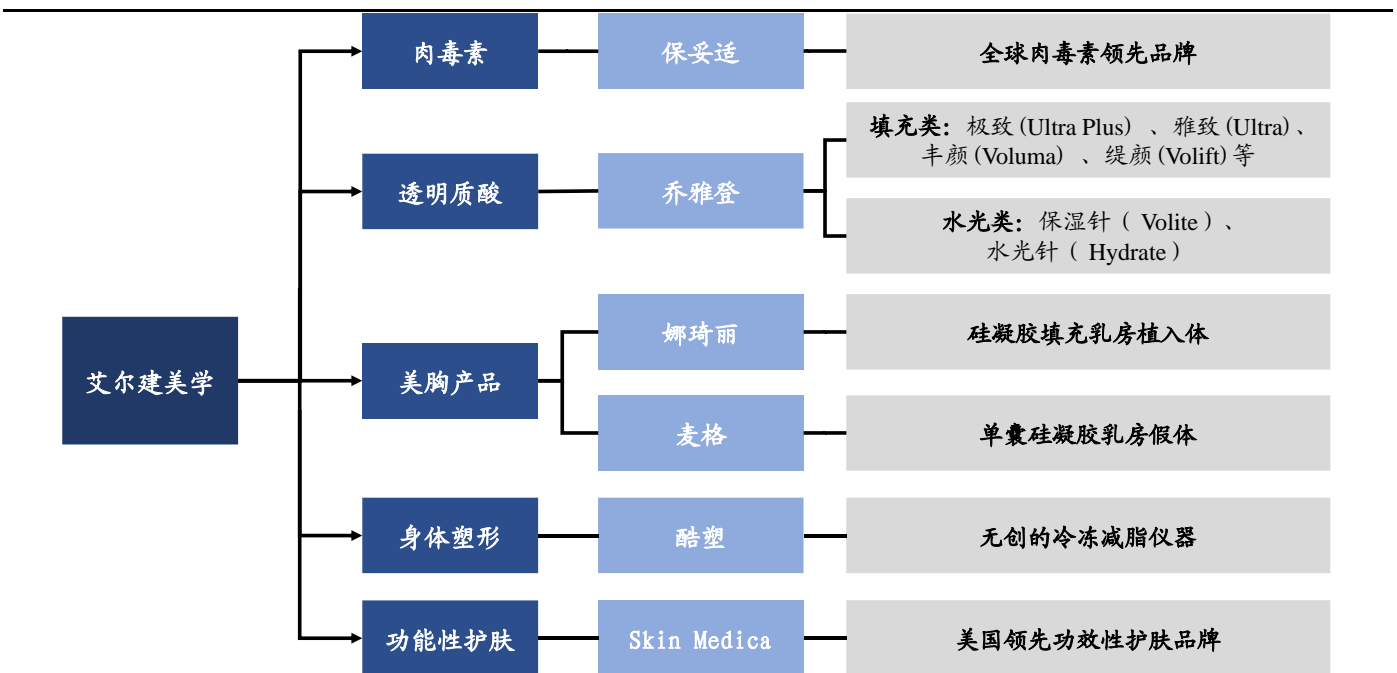 肉毒素
保妥适
全球肉毒素领先品牌
填充类：极致(Ultra Plus) 、雅致(Ultra)、
丰颜(Voluma) 、缇颜(Volift)等
透明质酸
乔雅登
水光类：保湿针（ Volite）、
水光针（ Hydrate）
艾尔建美学
美胸产品
娜琦丽
硅凝胶填充乳房植入体
麦格
单囊硅凝胶乳房假体
身体塑形
酷塑
无创的冷冻减脂仪器
功能性护肤
Skin Medica
美国领先功效性护肤品牌